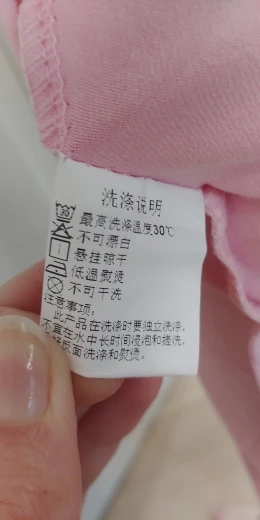 洗涤说明
30
最高洗涤温度30℃
不可漂白
悬挂晾干
低温熨烫
不可干洗
注意事项:
此产品在洗涤时要独立洗涤,
不宜在水中长时间浸泡和搓洗,
反面洗涤和熨烫。